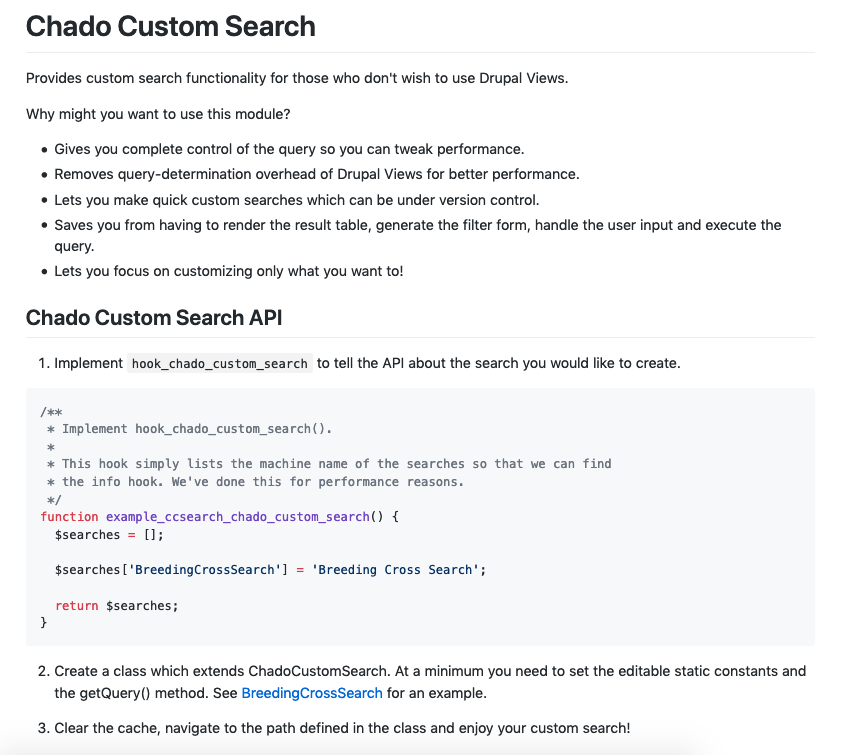 Chado Custom Search
Provides custom search functionality for those who don't wish to use Drupal Views.
Why might you want to use this module?
• Gives you complete control of the query so you can tweak performance.
• Removes query-determination overhead of Drupal Views for better performance.
• Lets you make quick custom searches which can be under version control.
• Saves you from having to render the result table, generate the filter form, handle the user input and execute the
query.
• Lets you focus on customizing only what you want to!
Chado Custom Search API
1. Implement hook_chado_custom_search to tell the API about the search you would like to create.
/**
 * Implement hook_chado_custom_search().
 *
 * This hook simply lists the machine name of the searches so that we can find
 * the info hook. We've done this for performance reasons.
 */
function example_ccsearch_chado_custom_search() {
  $searches = [];
  $searches['BreedingCrossSearch'] = 'Breeding Cross Search';
  return $searches;
}
2. Create a class which extends ChadoCustomSearch. At a minimum you need to set the editable static constants and
the getQuery() method. See BreedingCrossSearch for an example.
3. Clear the cache, navigate to the path defined in the class and enjoy your custom search!